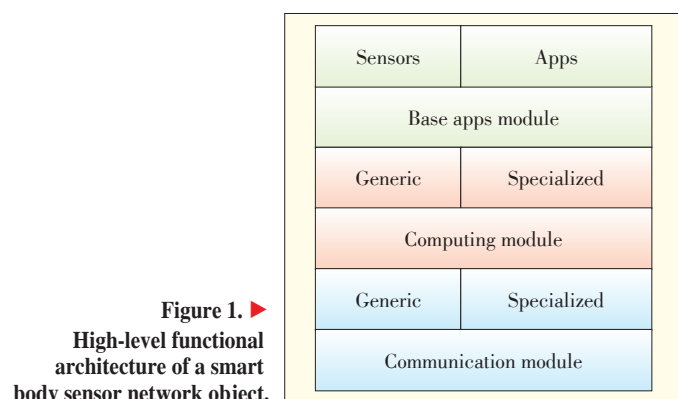 Sensors Apps
Base apps module
Generic Specialized
Computing module
Generic Specialized
Communication module
Figure 1.
High-level functional
architecture of a smart
body sensor network object.